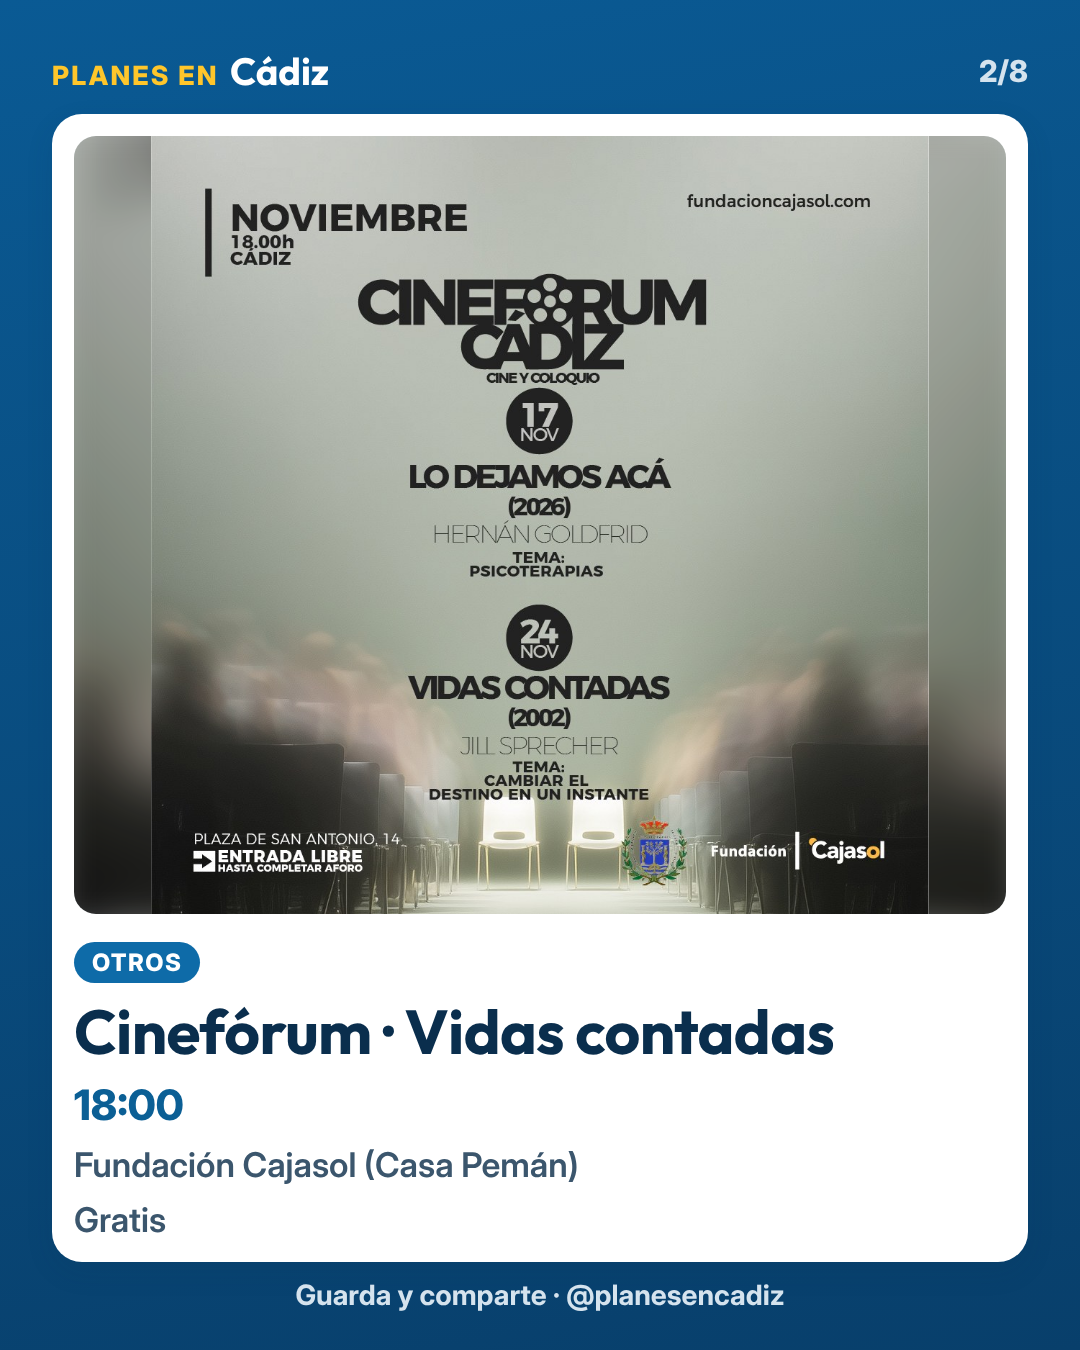 PLANES EN Cádiz
2/8
NOVIEMBRE
18.00h
CÁDIZ
fundacioncajasol.com
CINEFÓRUM
CÁDIZ
CINE Y COLOQUIO
17
NOV
LO DEJAMOS ACÁ
(2026)
HERNÁN GOLDFRID
TEMA:
PSICOTERAPIAS
24
NOV
VIDAS CONTADAS
(2002)
JILL SPRECHER
TEMA:
CAMBIAR EL
DESTINO EN UN INSTANTE
PLAZA DE SAN ANTONIO, 14
ENTRADA LIBRE
HASTA COMPLETAR AFORO
Fundación | Cajasol
OTROS
Cinefórum · Vidas contadas
18:00
Fundación Cajasol (Casa Pemán)
Gratis
Guarda y comparte · @planesencadiz